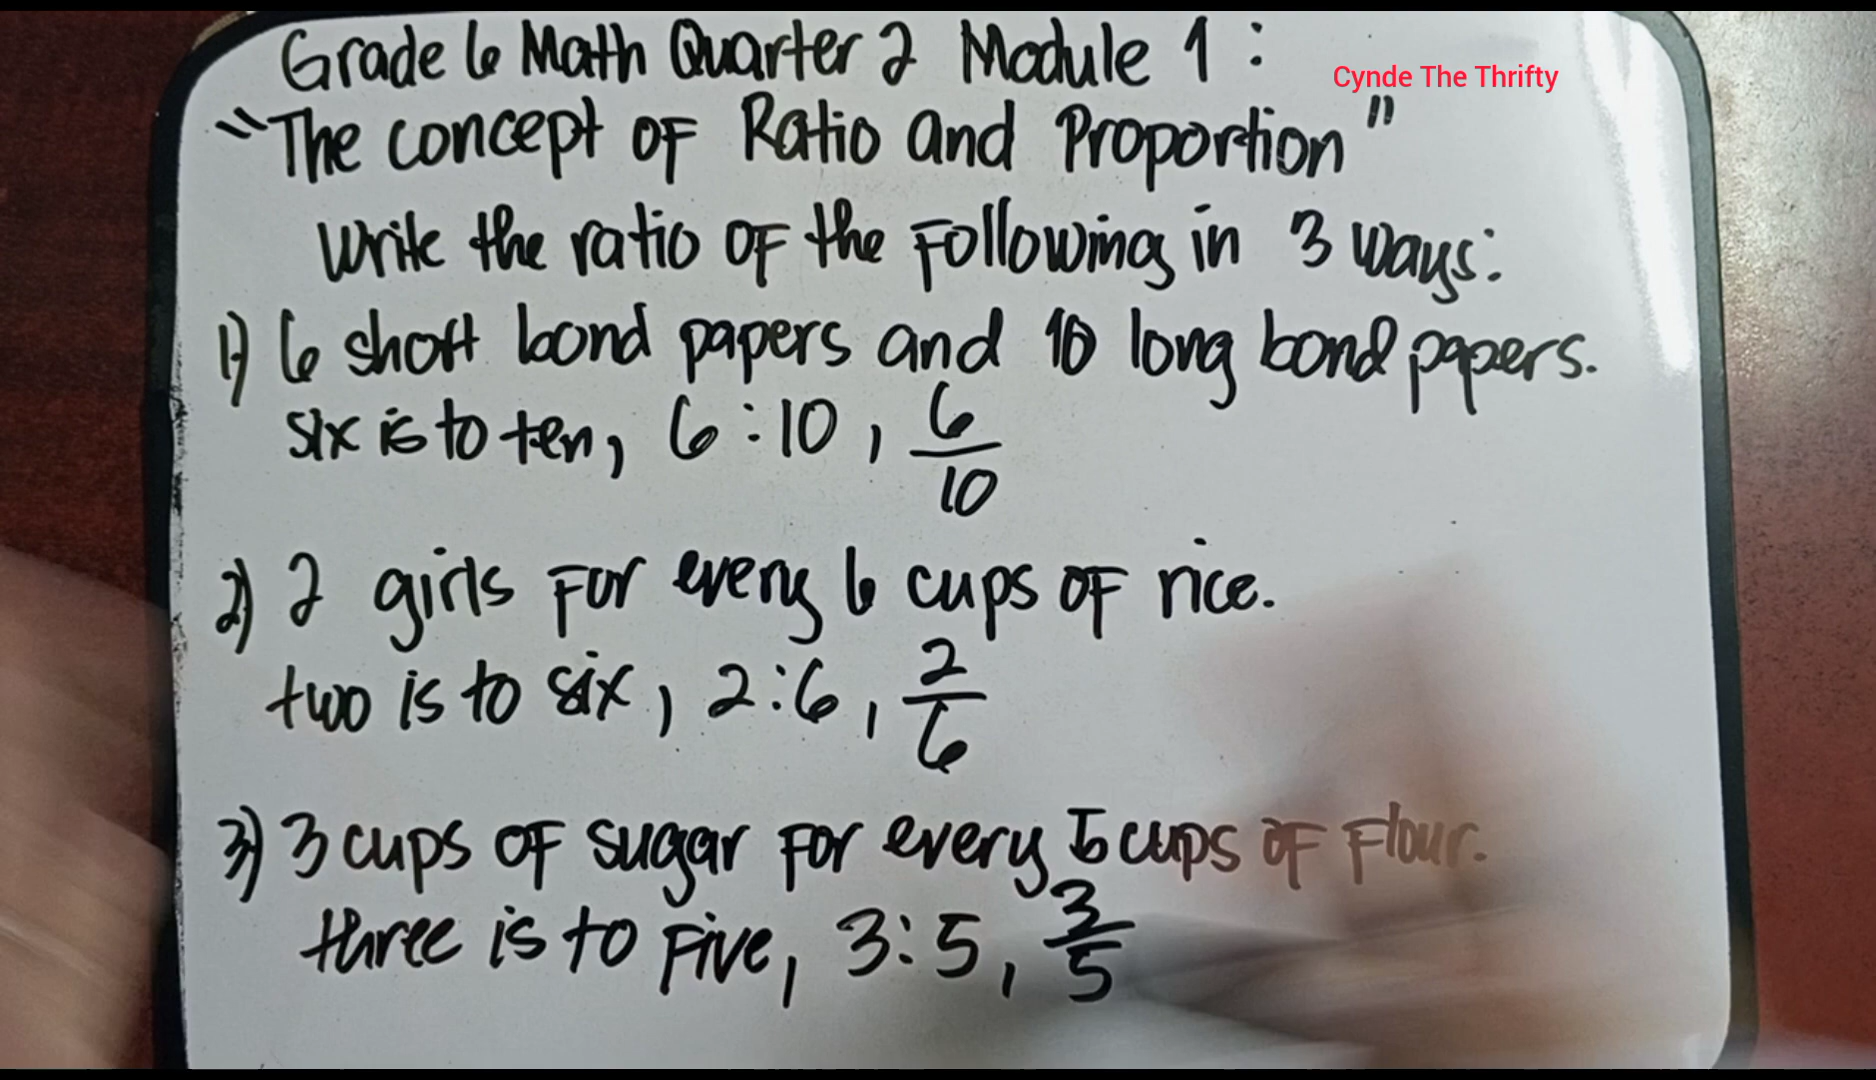 Grade 6 Math Quarter 2 Module 1 :
Cynde The Thrifty
"The concept of Ratio and Proportion"
Write the ratio of the following in 3 ways:
1) 6 short bond papers and 10 long bond papers.
six is to ten, 6 : 10 , 6/10
2) 2 girls for every 6 cups of rice.
two is to six, 2:6, 2/6
3) 3 cups of sugar for every 5 cups of flour.
three is to five, 3:5, 3/5